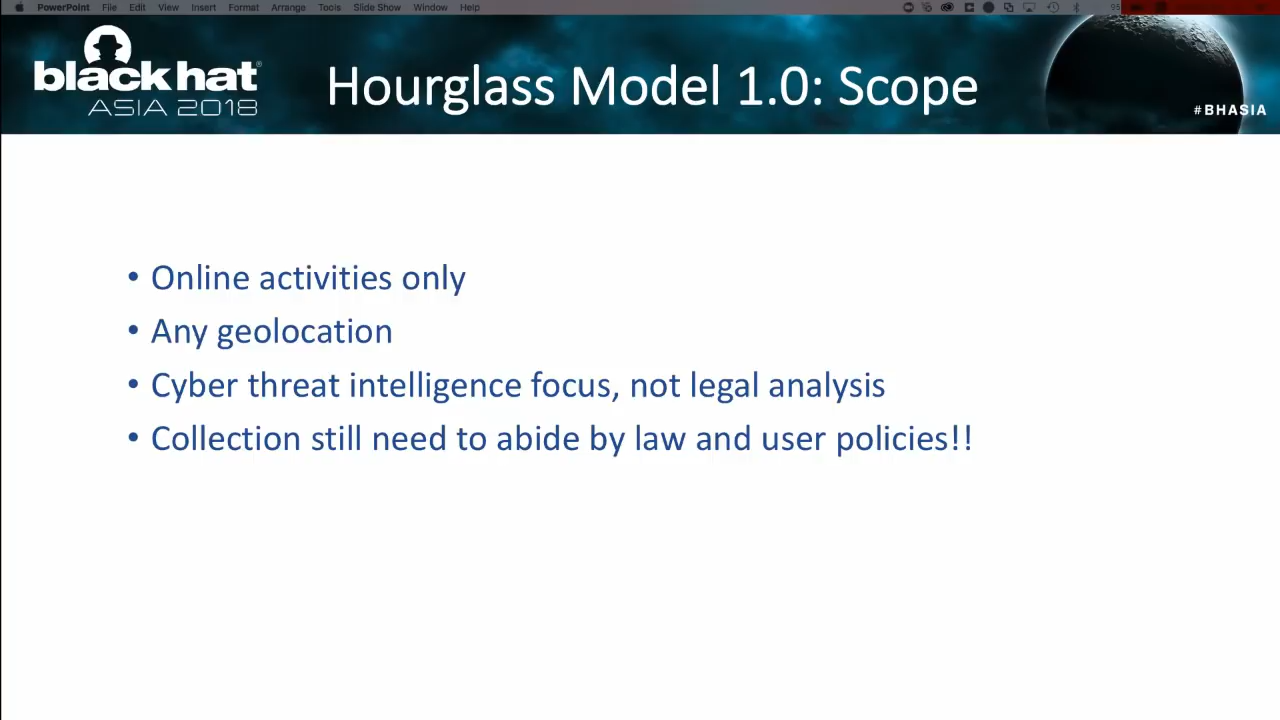 PowerPoint File Edit View Insert Format Arrange Tools Slide Show Window Help
black hat®
ASIA 2018
Hourglass Model 1.0: Scope
#BHASIA
• Online activities only
• Any geolocation
• Cyber threat intelligence focus, not legal analysis
• Collection still need to abide by law and user policies!!